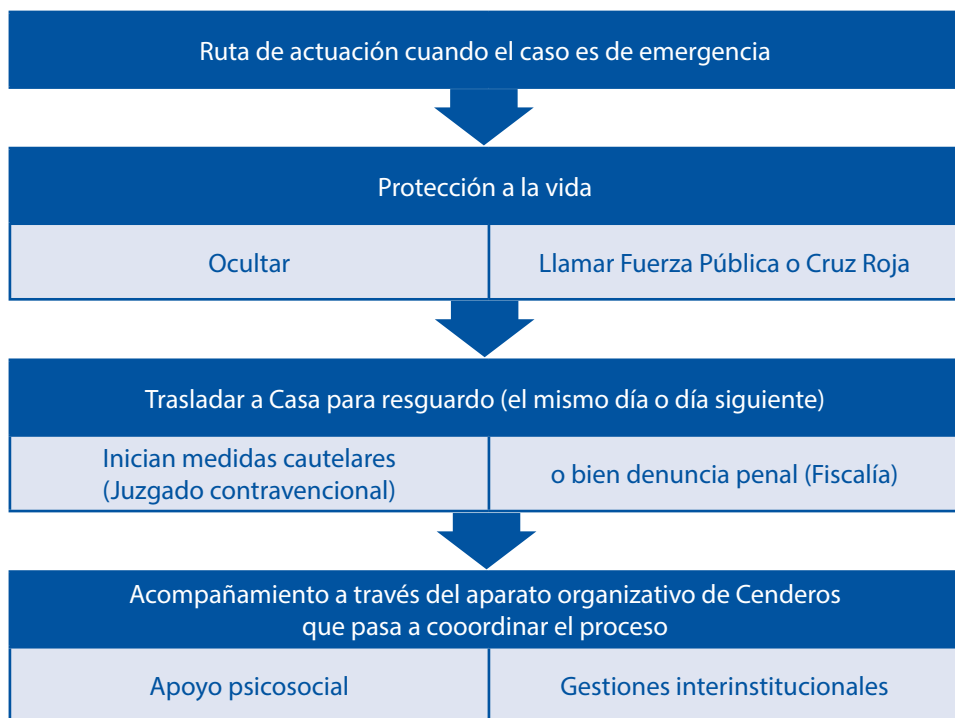 Ruta de actuación cuando el caso es de emergencia
Protección a la vida
Ocultar
Llamar Fuerza Pública o Cruz Roja
Trasladar a Casa para resguardo (el mismo día o día siguiente)
Inician medidas cautelares
(Juzgado contravencional)
o bien denuncia penal (Fiscalía)
Acompañamiento a través del aparato organizativo de Cenderos
que pasa a cooordinar el proceso
Apoyo psicosocial
Gestiones interinstitucionales